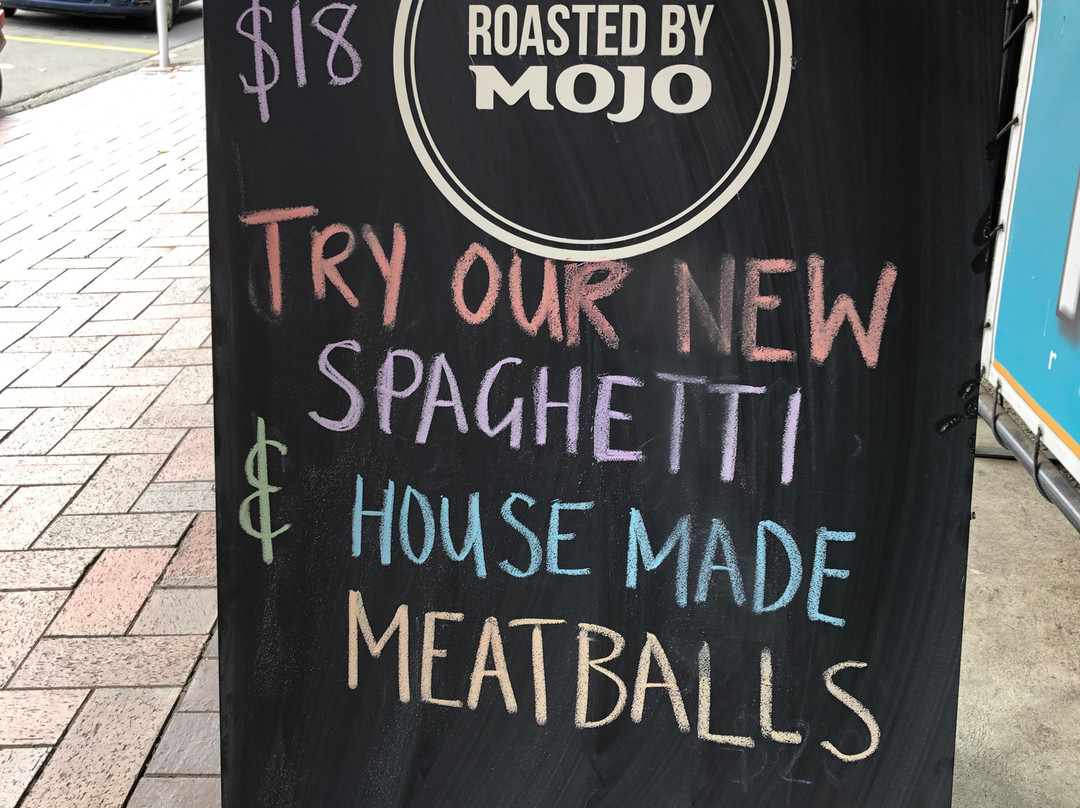 $18
ROASTED BY
MOJO
TRY OUR NEW
SPAGHETTI
& HOUSE MADE
MEATBALLS